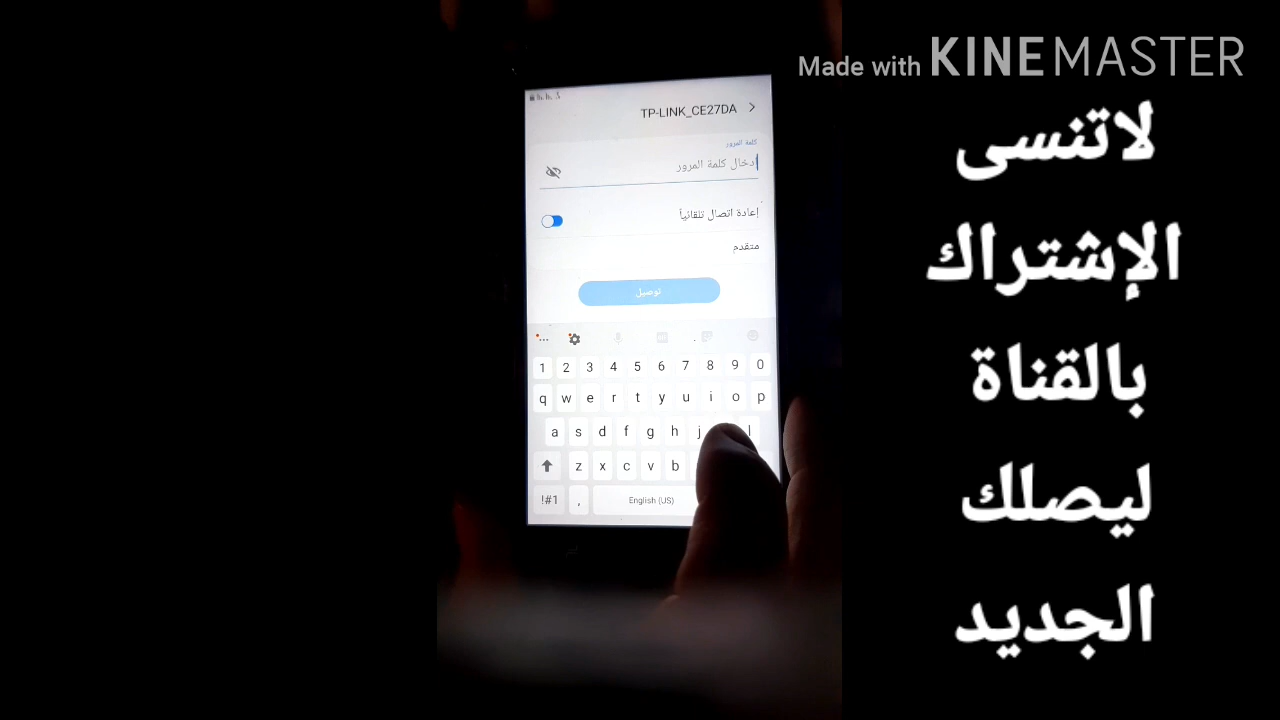 Made with KINEMASTER
لاتنسى
الإشتراك
بالقناة
ليصلك
الجديد
TP-LINK_CE27DA
كلمة المرور
إدخال كلمة المرور
إعادة اتصال تلقائياً
متقدم
توصيل
1 2 3 4 5 6 7 8 9 0
q w e r t y u i o p
a s d f g h j l
z x c v b
!#1 , English (US)